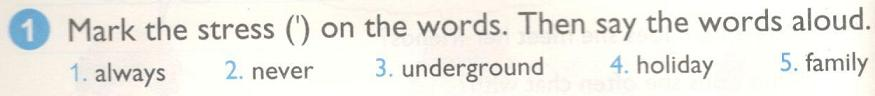 1 Mark the stress (') on the words. Then say the words aloud.
1. always 2. never 3. underground 4. holiday 5. family